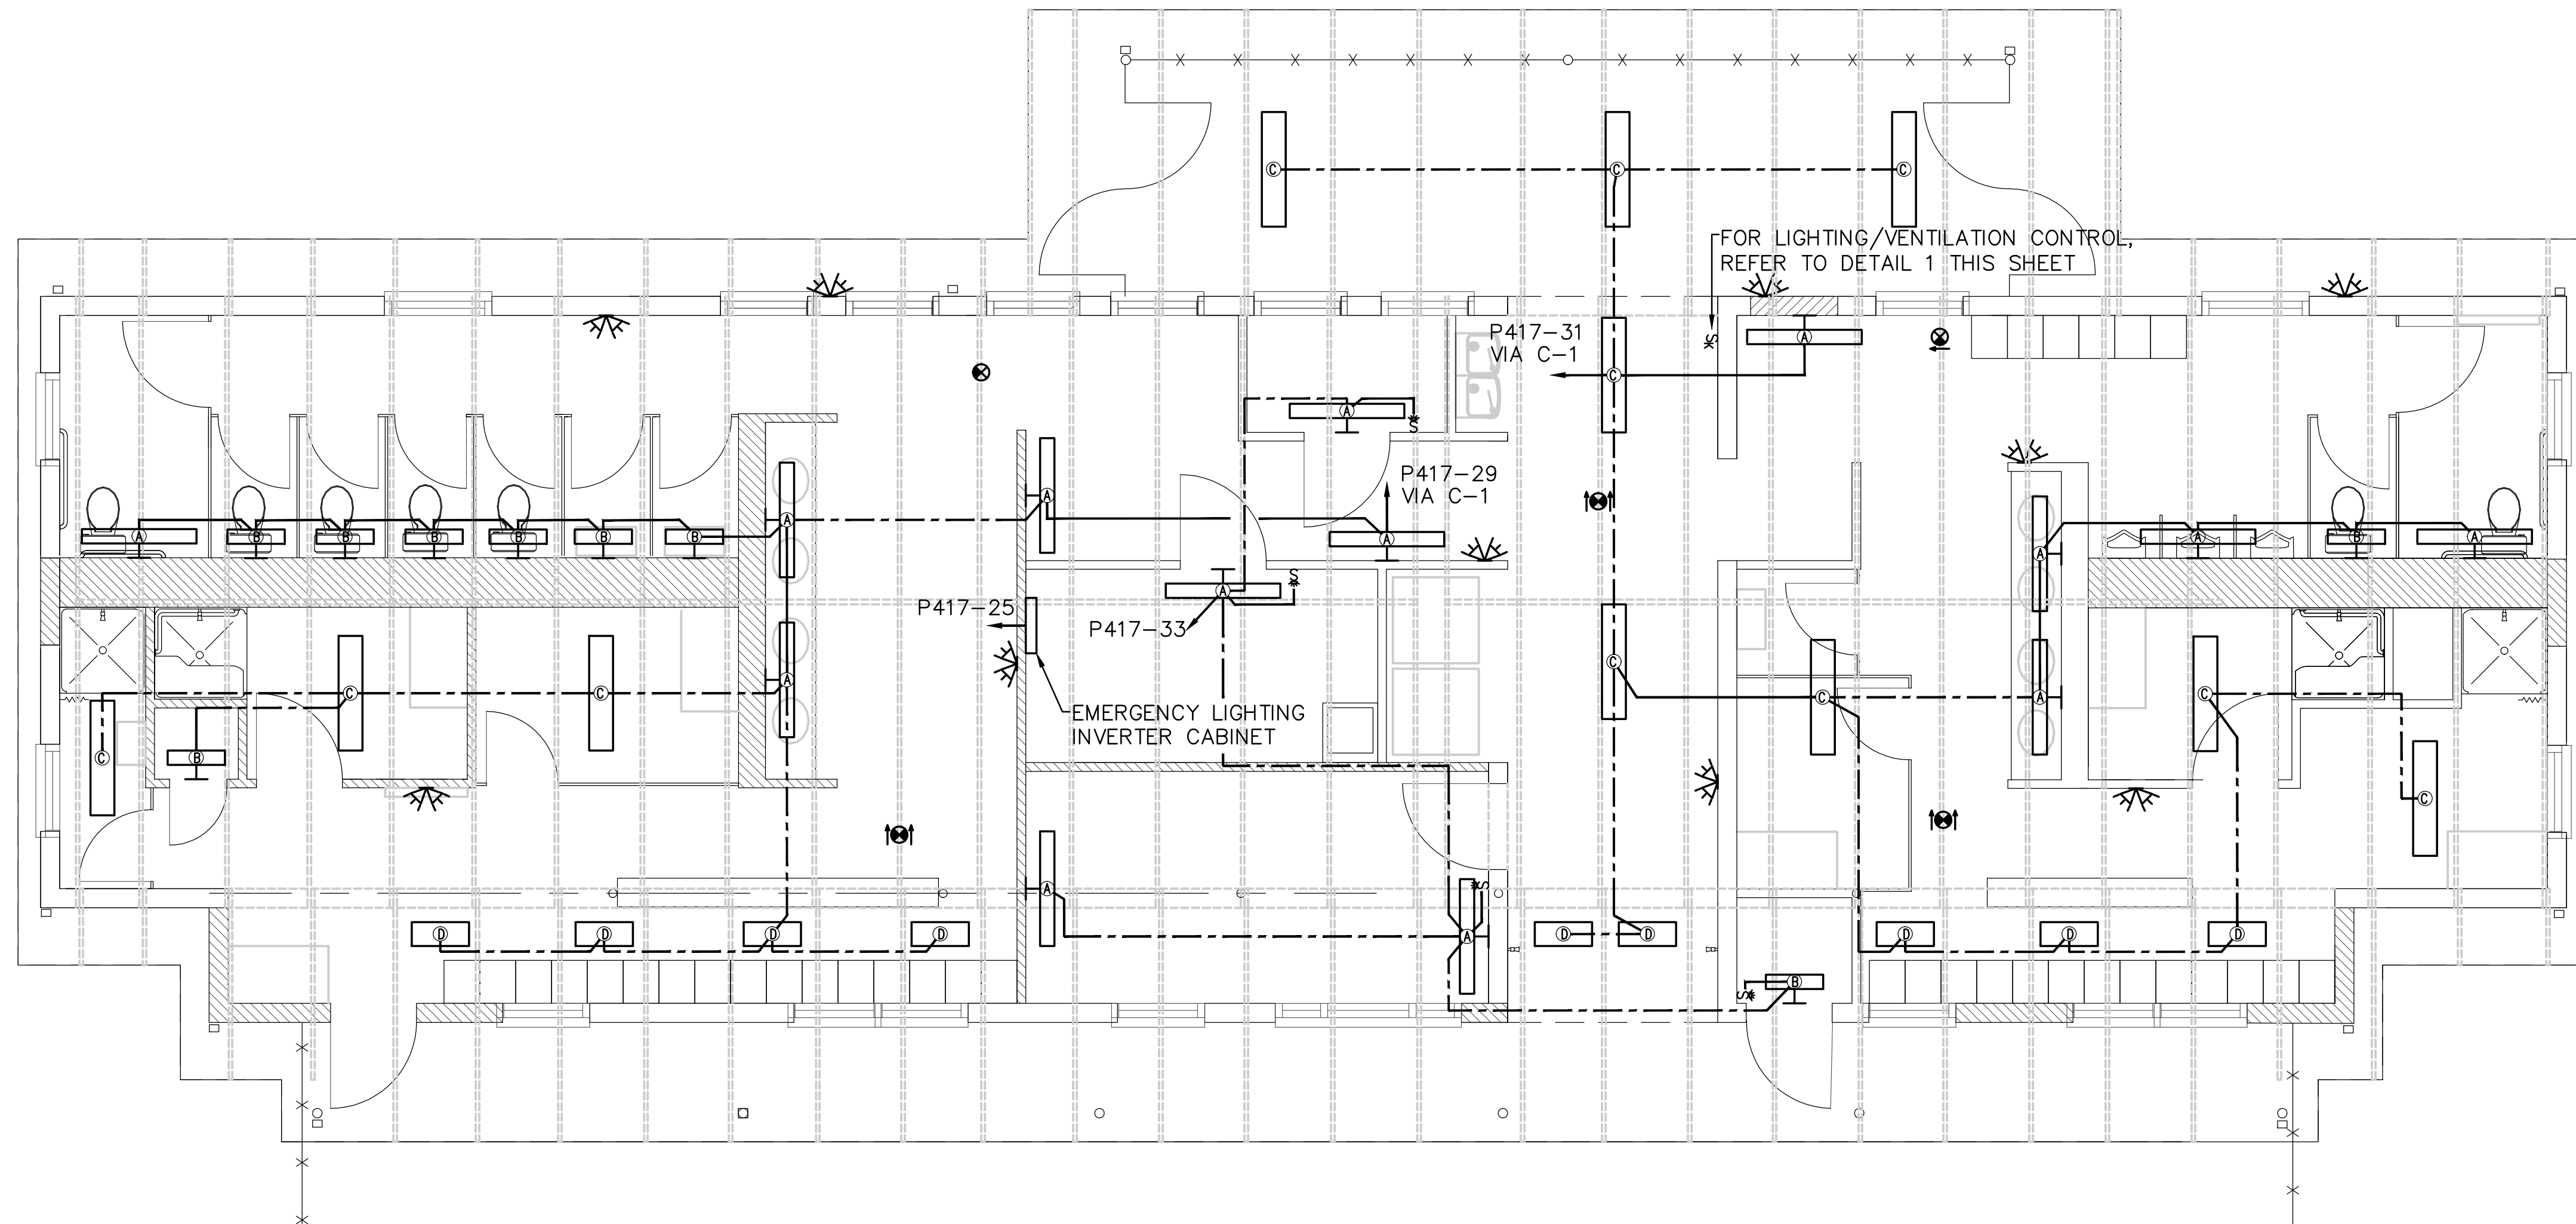 FOR LIGHTING/VENTILATION CONTROL,
REFER TO DETAIL 1 THIS SHEET
C
C
C
P417-31
VIA C-1
SK
A
C
A
S
P417-29
VIA C-1
A
A
A
A
B
B
B
B
B
B
A
A
A
B
A
A
S
P417-25
P417-33
C
C
C
A
C
C
A
C
EMERGENCY LIGHTING
INVERTER CABINET
C
B
C
A
S
A
D
D
D
D
D
D
D
D
D
B
S